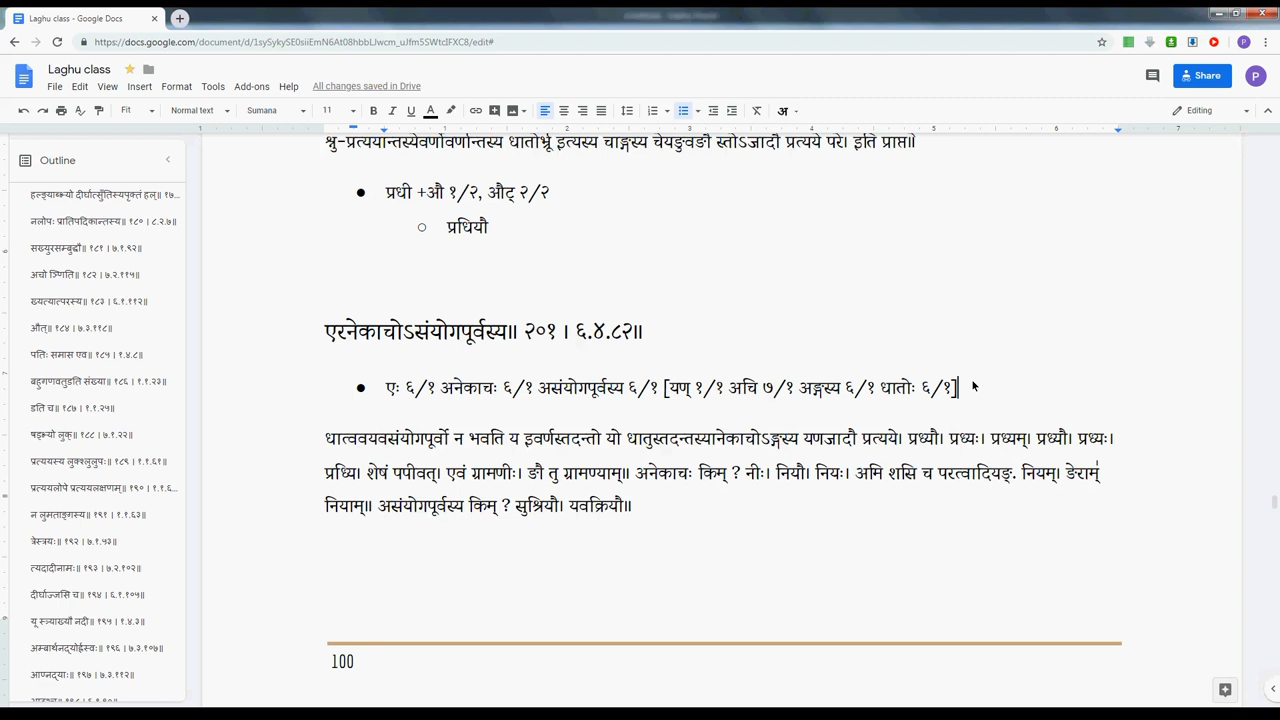 Laghu class - Google Docs
https://docs.google.com/document/d/1sySykySE0siiEmN6At08hbbLJwcm_uJfm5SWtcIFXC8/edit#
Laghu class
File Edit View Insert Format Tools Add-ons Help All changes saved in Drive
Share
P
Fit Normal text Sumana 11 B I U A Editing
1 1 2 3 4 5 6 7
Outline
हल्ङ्याब्भ्यो दीर्घात्सुँतिस्यपृक्तं हल्॥ १७...
नलोपः प्रातिपदिकान्तस्य॥ १८० । ८.२.७॥
सख्युरसम्बुद्धौ॥ १८१ । ७.१.९२॥
अचो ञ्णिति॥ १८२ । ७.२.११५॥
ख्यत्यात्परस्य॥ १८३ । ६.१.११२॥
औत्॥ १८४ । ७.३.११८॥
पतिः समास एव॥ १८५ । १.४.८॥
बहुगणवतुडति संख्या॥ १८६ । १.१.२३॥
डति च॥ १८७ । १.१.२५॥
षड्भ्यो लुक्॥ १८८ । ७.१.२२॥
प्रत्ययस्य लुक्श्लुलुपः॥ १८९ । १.१.६१॥
प्रत्ययलोपे प्रत्ययलक्षणम्॥ १९० । १.१.६...
न लुमताङ्गस्य॥ १९१ । १.१.६३॥
त्रेस्त्रयः॥ १९२ । ७.१.५३॥
त्यदादीनामः॥ १९३ । ७.२.१०२॥
दीर्घाज्जसि च॥ १९४ । ६.१.१०५॥
यू स्त्र्याख्यौ नदी॥ १९५ । १.४.३॥
अम्बार्थनद्योर्ह्रस्वः॥ १९६ । ७.३.१०७॥
आण्नद्याः॥ १९७ । ७.३.११२॥
श्नु-प्रत्ययान्तस्येवर्णोवर्णान्तस्य धातोर्भ्रू इत्यस्य चाङ्गस्य चेयङुवङौ स्तोऽजादौ प्रत्यये परे। इति प्राप्ते॥
● प्रधी +औ १/२, औट् २/२
○ प्रधियौ
एरनेकाचोऽसंयोगपूर्वस्य॥ २०१ । ६.४.८२॥
● एः ६/१ अनेकाचः ६/१ असंयोगपूर्वस्य ६/१ [यण् १/१ अचि ७/१ अङ्गस्य ६/१ धातोः ६/१]
धात्ववयवसंयोगपूर्वो न भवति य इवर्णस्तदन्तो यो धातुस्तदन्तस्यानेकाचोऽङ्गस्य यणजादौ प्रत्यये। प्रध्यौ। प्रध्यः। प्रध्यम्। प्रध्यौ। प्रध्यः।
प्रध्यि। शेषं पपीवत्। एवं ग्रामणीः। ङौ तु ग्रामण्याम्॥ अनेकाचः किम् ? नीः। नियौ। नियः। अमि शसि च परत्वादियङ्. नियम्। ङेराम्
नियाम्॥ असंयोगपूर्वस्य किम् ? सुश्रियौ। यवक्रियौ॥
100